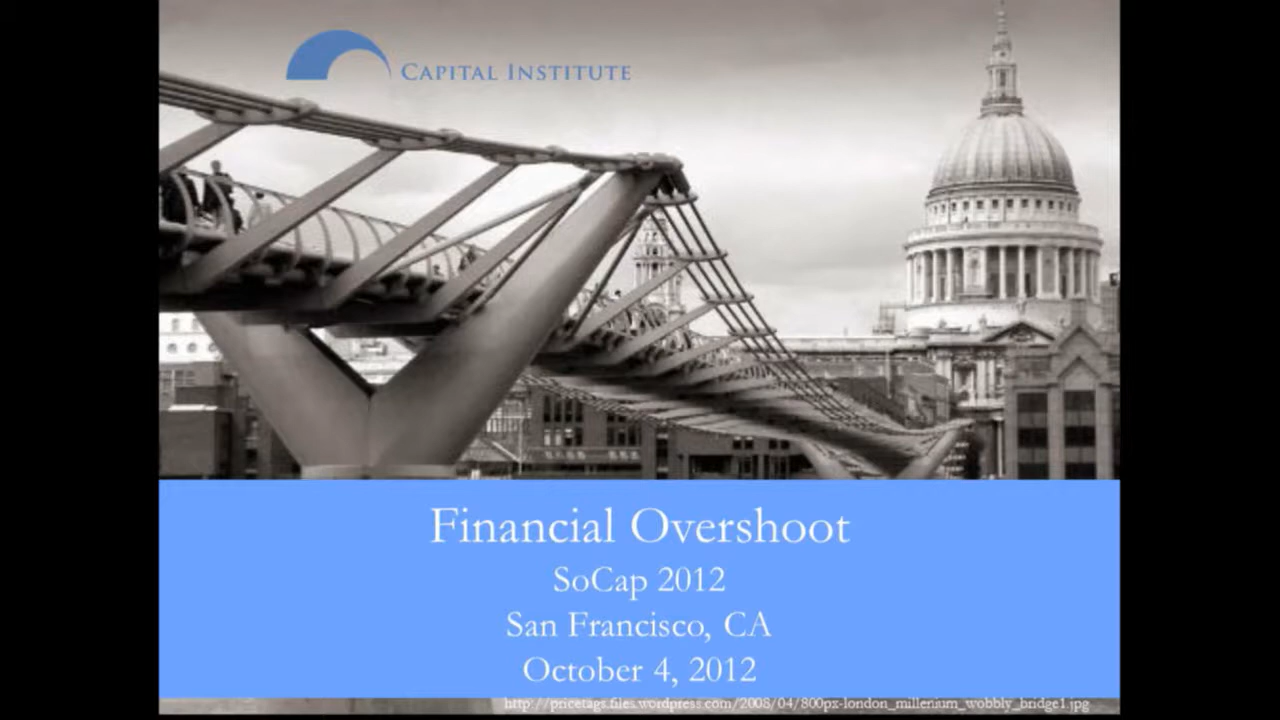 CAPITAL INSTITUTE
Financial Overshoot
SoCap 2012
San Francisco, CA
October 4, 2012
http://pricetags.files.wordpress.com/2008/04/800px-london_millenium_wobbly_bridge1.jpg